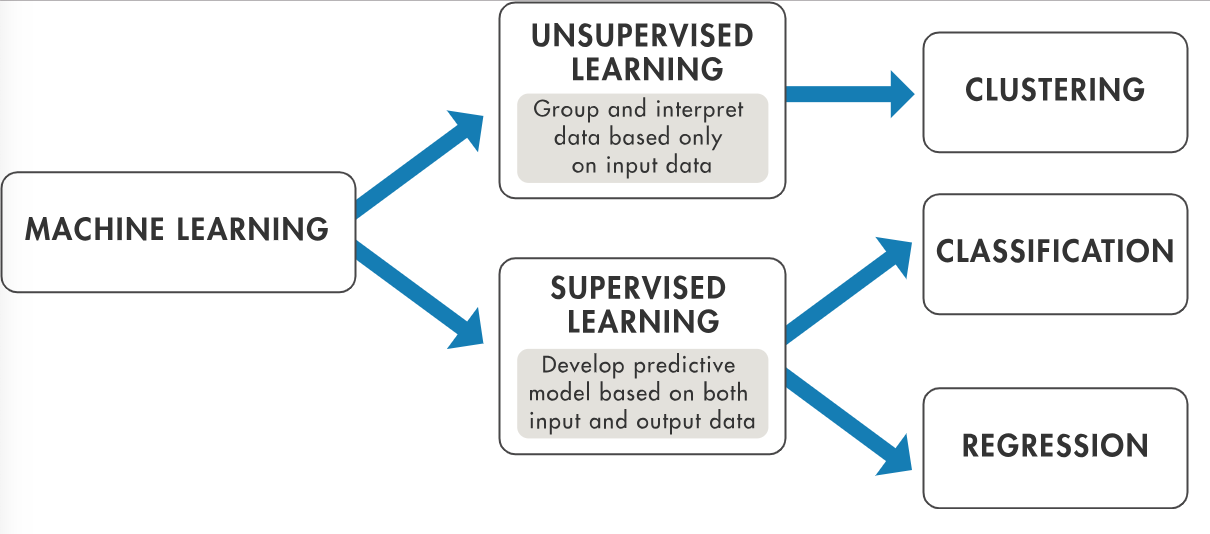 MACHINE LEARNING
UNSUPERVISED
LEARNING
Group and interpret
data based only
on input data
SUPERVISED
LEARNING
Develop predictive
model based on both
input and output data
CLUSTERING
CLASSIFICATION
REGRESSION